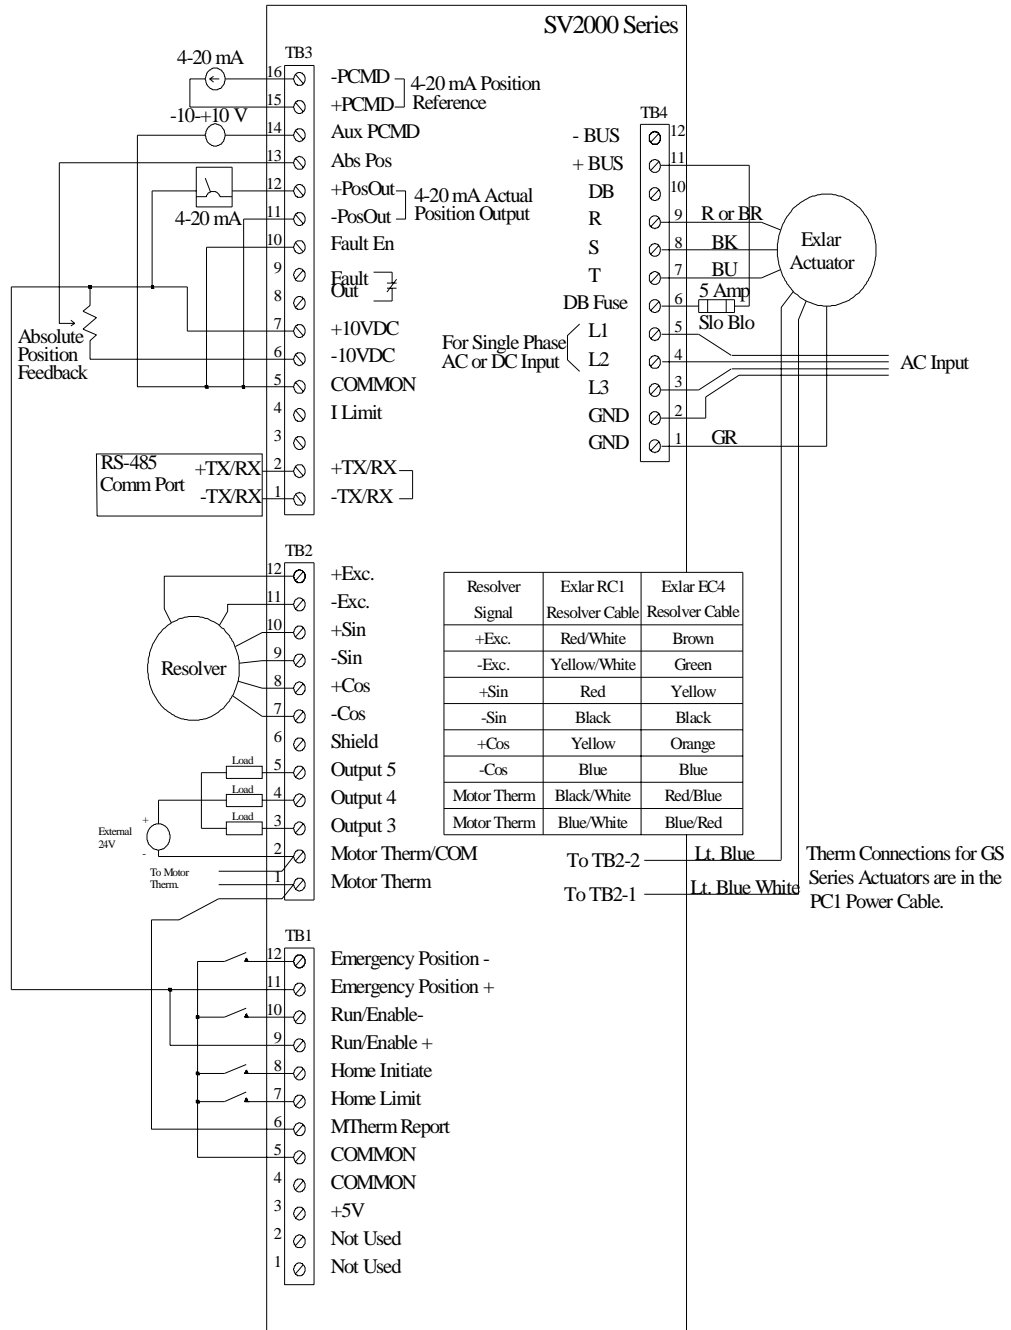 SV2000 Series
TB3
4-20 mA
16 -PCMD
15 +PCMD
4-20 mA Position
Reference
-10-+10 V
14 Aux PCMD
13 Abs Pos
12 +PosOut
11 -PosOut
4-20 mA
4-20 mA Actual
Position Output
10 Fault En
9
8
Fault
Out
7 +10VDC
6 -10VDC
5 COMMON
4 I Limit
3
2 +TX/RX
1 -TX/RX
Absolute
Position
Feedback
RS-485
Comm Port
+TX/RX
-TX/RX
TB4
- BUS 12
+ BUS 11
DB 10
R 9 R or BR
S 8 BK
T 7 BU
DB Fuse 6 5 Amp
Slo Blo
L1 5
L2 4
L3 3
GND 2
GND 1 GR
For Single Phase
AC or DC Input
Exlar
Actuator
AC Input
TB2
12 +Exc.
11 -Exc.
10 +Sin
9 -Sin
8 +Cos
7 -Cos
6 Shield
5 Output 5
4 Output 4
3 Output 3
2 Motor Therm/COM
1 Motor Therm
Resolver
Load
Load
Load
+
External
24V
-
To Motor
Therm.
Resolver Signal Exlar RC1 Resolver Cable Exlar EC4 Resolver Cable
+Exc. Red/White Brown
-Exc. Yellow/White Green
+Sin Red Yellow
-Sin Black Black
+Cos Yellow Orange
-Cos Blue Blue
Motor Therm Black/White Red/Blue
Motor Therm Blue/White Blue/Red
To TB2-2 Lt. Blue
To TB2-1 Lt. Blue White
Therm Connections for GS
Series Actuators are in the
PC1 Power Cable.
TB1
12 Emergency Position -
11 Emergency Position +
10 Run/Enable-
9 Run/Enable +
8 Home Initiate
7 Home Limit
6 MTherm Report
5 COMMON
4 COMMON
3 +5V
2 Not Used
1 Not Used